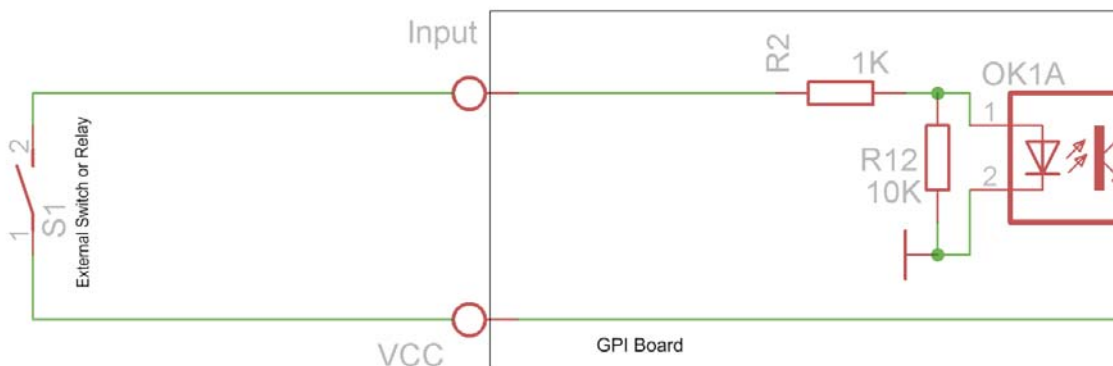 Input
R2
1K
OK1A
1
2
R12
10K
2
1
S1
External Switch or Relay
VCC
GPI Board